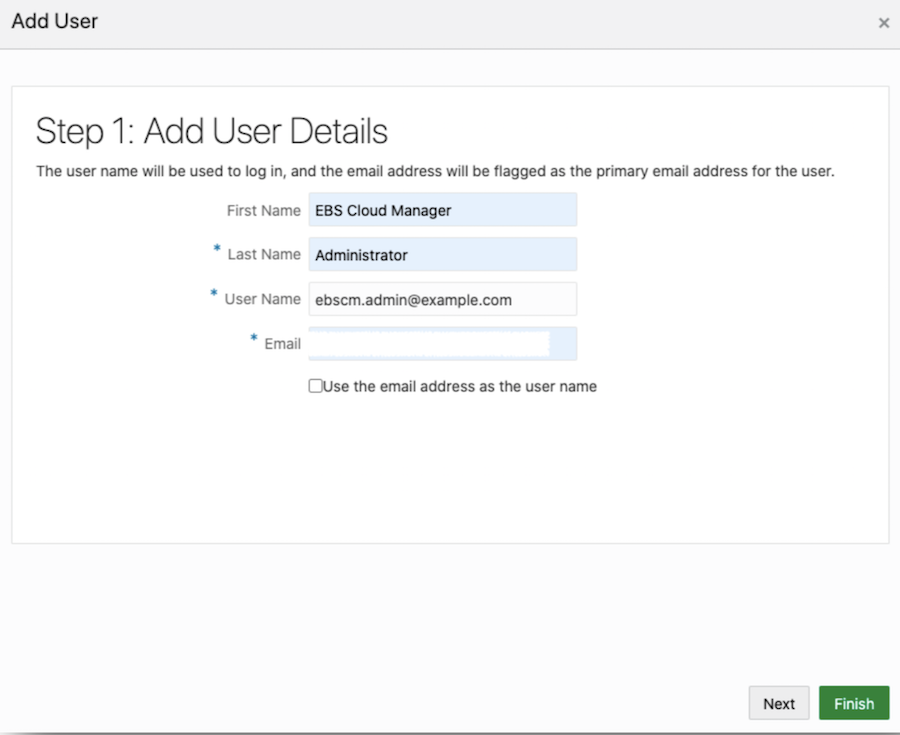 Add User
×
Step 1: Add User Details
The user name will be used to log in, and the email address will be flagged as the primary email address for the user.
First Name EBS Cloud Manager
* Last Name Administrator
* User Name ebscm.admin@example.com
* Email
Use the email address as the user name
Next Finish